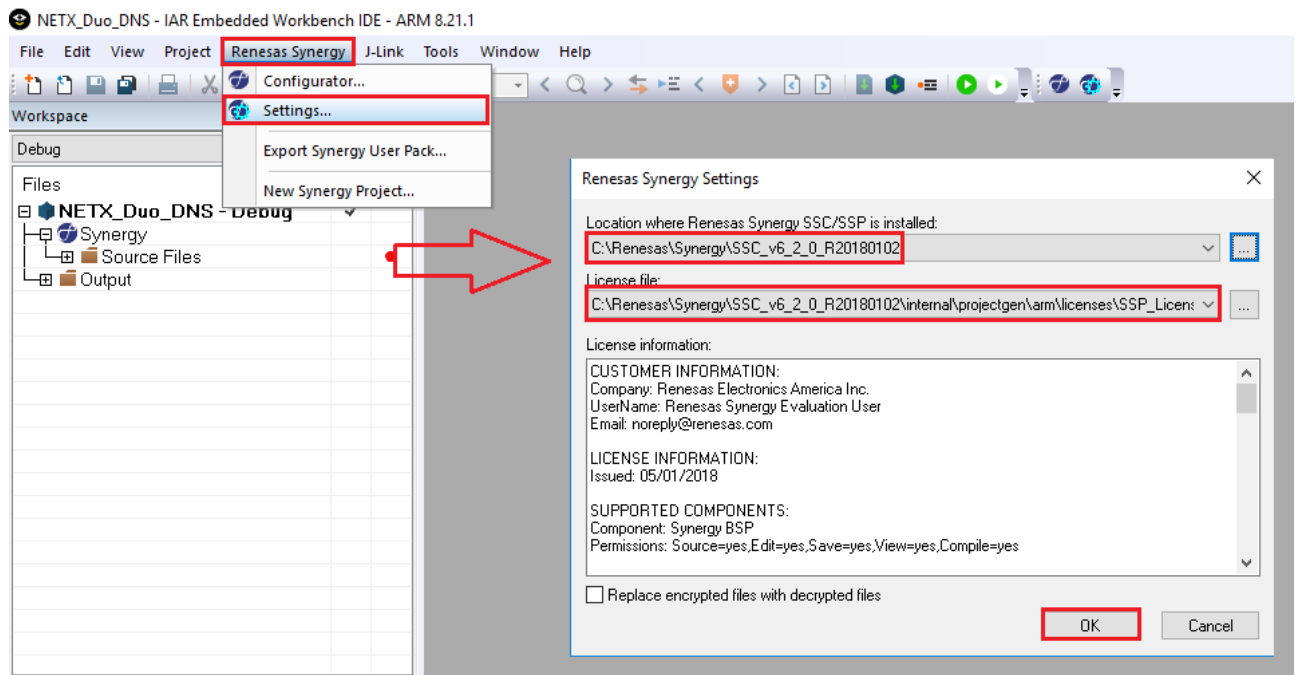 NETX_Duo_DNS - IAR Embedded Workbench IDE - ARM 8.21.1
File Edit View Project Renesas Synergy J-Link Tools Window Help
Configurator...
Settings...
Export Synergy User Pack...
New Synergy Project...
Workspace
Debug
Files
NETX_Duo_DNS - Debug
Synergy
Source Files
Output
Renesas Synergy Settings
Location where Renesas Synergy SSC/SSP is installed:
C:\Renesas\Synergy\SSC_v6_2_0_R20180102
...
License file:
C:\Renesas\Synergy\SSC_v6_2_0_R20180102\internal\projectgen\arm\licenses\SSP_Licens
...
License information:
CUSTOMER INFORMATION:
Company: Renesas Electronics America Inc.
UserName: Renesas Synergy Evaluation User
Email: noreply@renesas.com
LICENSE INFORMATION:
Issued: 05/01/2018
SUPPORTED COMPONENTS:
Component: Synergy BSP
Permissions: Source=yes,Edit=yes,Save=yes,View=yes,Compile=yes
Replace encrypted files with decrypted files
OK Cancel